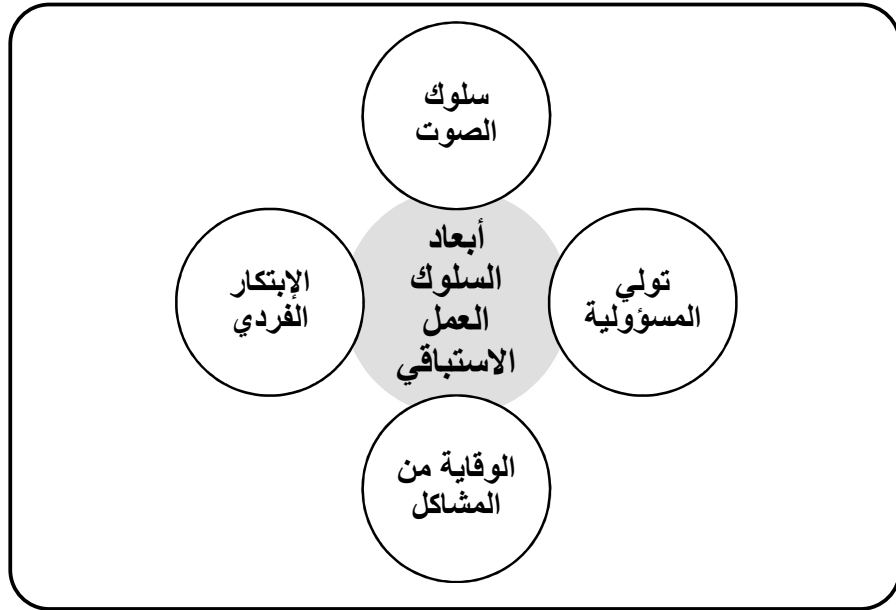 سلوك
الصوت
أبعاد
السلوك
العمل
الاستباقي
تولي
المسؤولية
الإبتكار
الفردي
الوقاية من
المشاكل